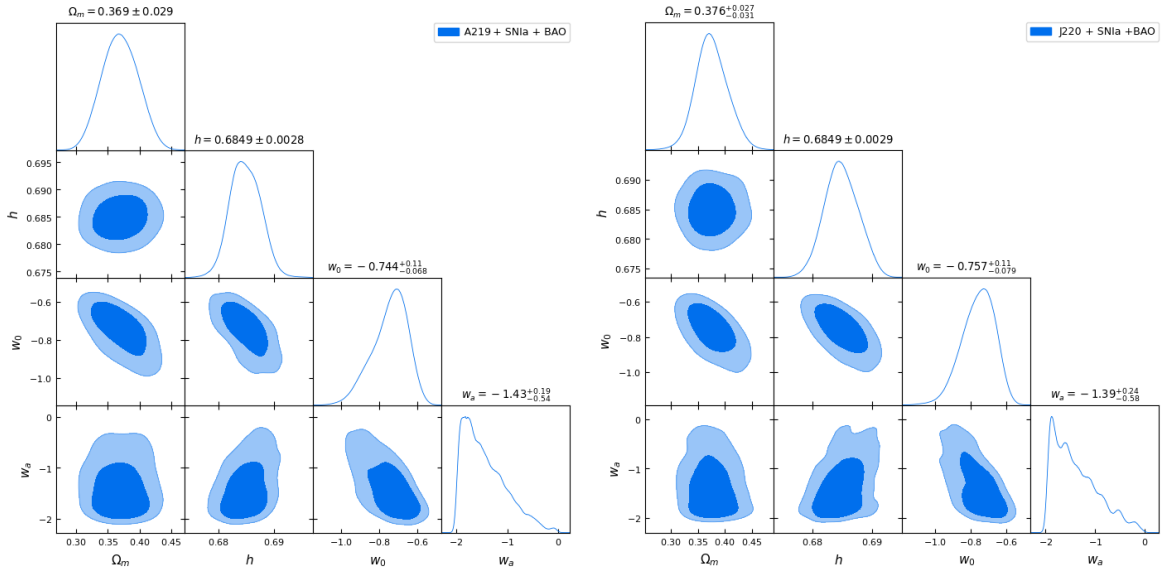 Ωm = 0.369 ± 0.029
A219 + SNIa + BAO
h = 0.6849 ± 0.0028
0.695
0.690
0.685
0.680
0.675
h
w0 = −0.744 +0.11 −0.068
−0.6
−0.8
−1.0
w0
wa = −1.43 +0.19 −0.54
0
−1
−2
wa
0.30 0.35 0.40 0.45
0.68 0.69
−1.0 −0.8 −0.6
−2 −1 0
Ωm h w0 wa
Ωm = 0.376 +0.027 −0.031
J220 + SNIa +BAO
h = 0.6849 ± 0.0029
0.690
0.685
0.680
0.675
h
w0 = −0.757 +0.11 −0.079
−0.6
−0.8
−1.0
w0
wa = −1.39 +0.24 −0.58
0
−1
−2
wa
0.30 0.35 0.40 0.45
0.68 0.69
−1.0 −0.8 −0.6
−2 −1 0
Ωm h w0 wa